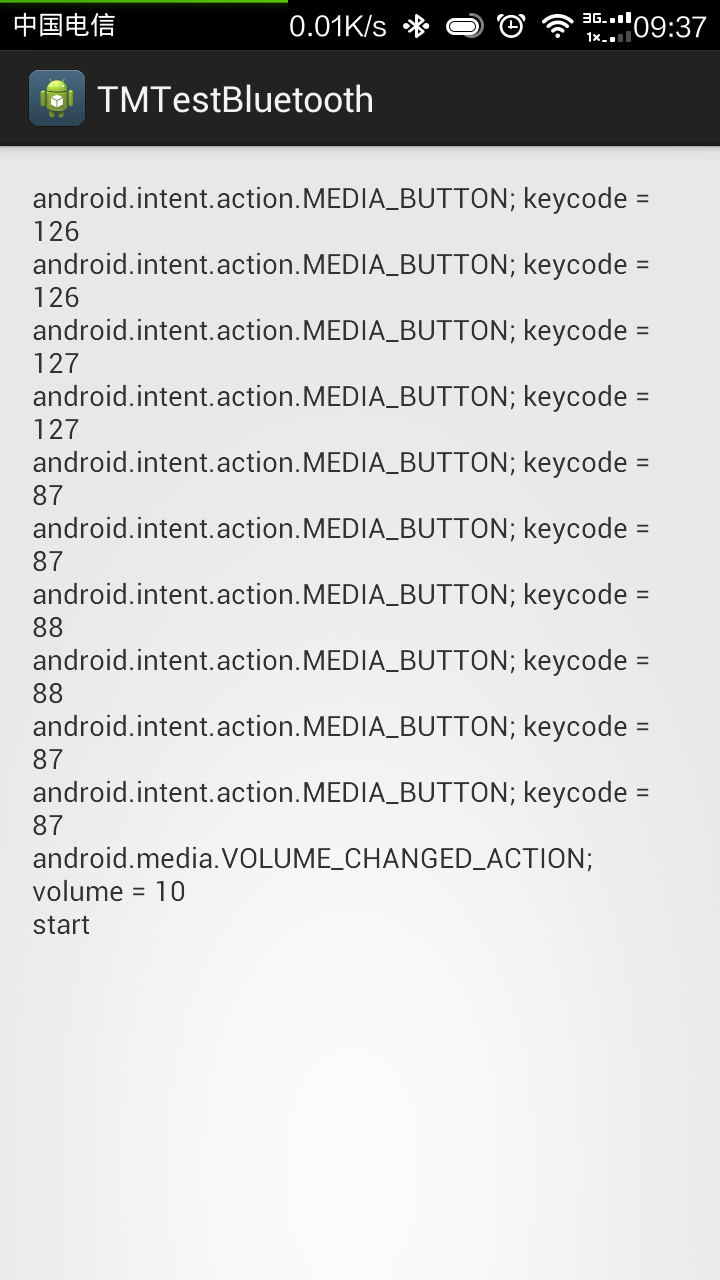 中国电信 0.01K/s 3G 1x 09:37
TMTestBluetooth
android.intent.action.MEDIA_BUTTON; keycode =
126
android.intent.action.MEDIA_BUTTON; keycode =
126
android.intent.action.MEDIA_BUTTON; keycode =
127
android.intent.action.MEDIA_BUTTON; keycode =
127
android.intent.action.MEDIA_BUTTON; keycode =
87
android.intent.action.MEDIA_BUTTON; keycode =
87
android.intent.action.MEDIA_BUTTON; keycode =
88
android.intent.action.MEDIA_BUTTON; keycode =
88
android.intent.action.MEDIA_BUTTON; keycode =
87
android.intent.action.MEDIA_BUTTON; keycode =
87
android.media.VOLUME_CHANGED_ACTION;
volume = 10
start